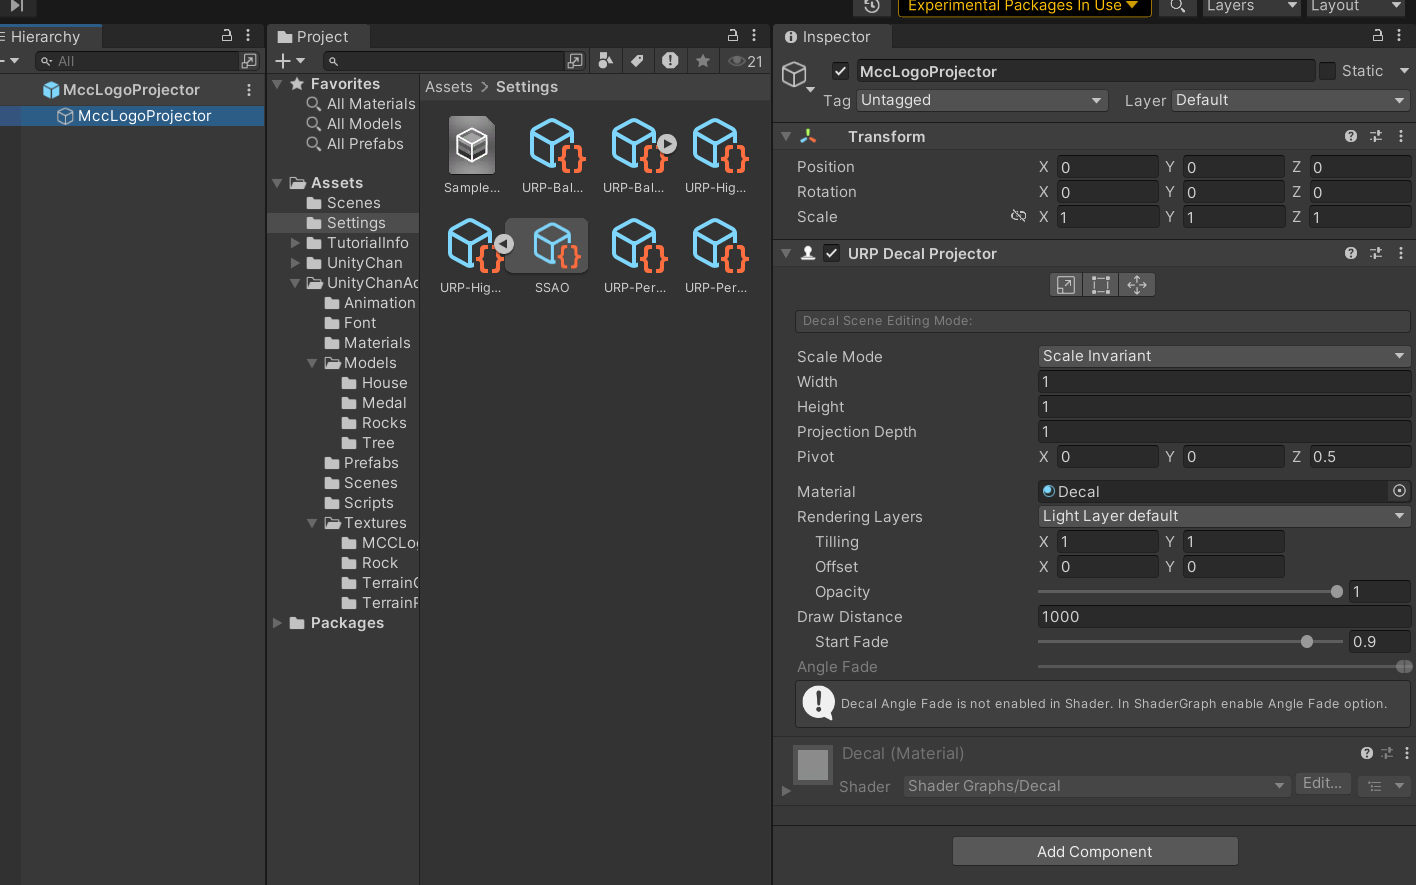 Experimental Packages In Use
Layers
Layout
Hierarchy
All
Mcc​LogoProjector
MccLogoProjector
Project
21
Favorites
All Materials
All Models
All Prefabs
Assets
Scenes
Settings
TutorialInfo
UnityChan
UnityChanAc
Animation
Font
Materials
Models
House
Medal
Rocks
Tree
Prefabs
Scenes
Scripts
Textures
MCCLog
Rock
TerrainG
TerrainF
Packages
Assets > Settings
Sample...
URP-Bal...
URP-Bal...
URP-Hig...
URP-Hig...
SSAO
URP-Per...
URP-Per...
Inspector
MccLogoProjector
Static
Tag Untagged
Layer Default
Transform
Position X 0 Y 0 Z 0
Rotation X 0 Y 0 Z 0
Scale X 1 Y 1 Z 1
URP Decal Projector
Decal Scene Editing Mode:
Scale Mode Scale Invariant
Width 1
Height 1
Projection Depth 1
Pivot X 0 Y 0 Z 0.5
Material Decal
Rendering Layers Light Layer default
Tilling X 1 Y 1
Offset X 0 Y 0
Opacity 1
Draw Distance 1000
Start Fade 0.9
Angle Fade
Decal Angle Fade is not enabled in Shader. In ShaderGraph enable Angle Fade option.
Decal (Material)
Shader Shader Graphs/Decal Edit...
Add Component